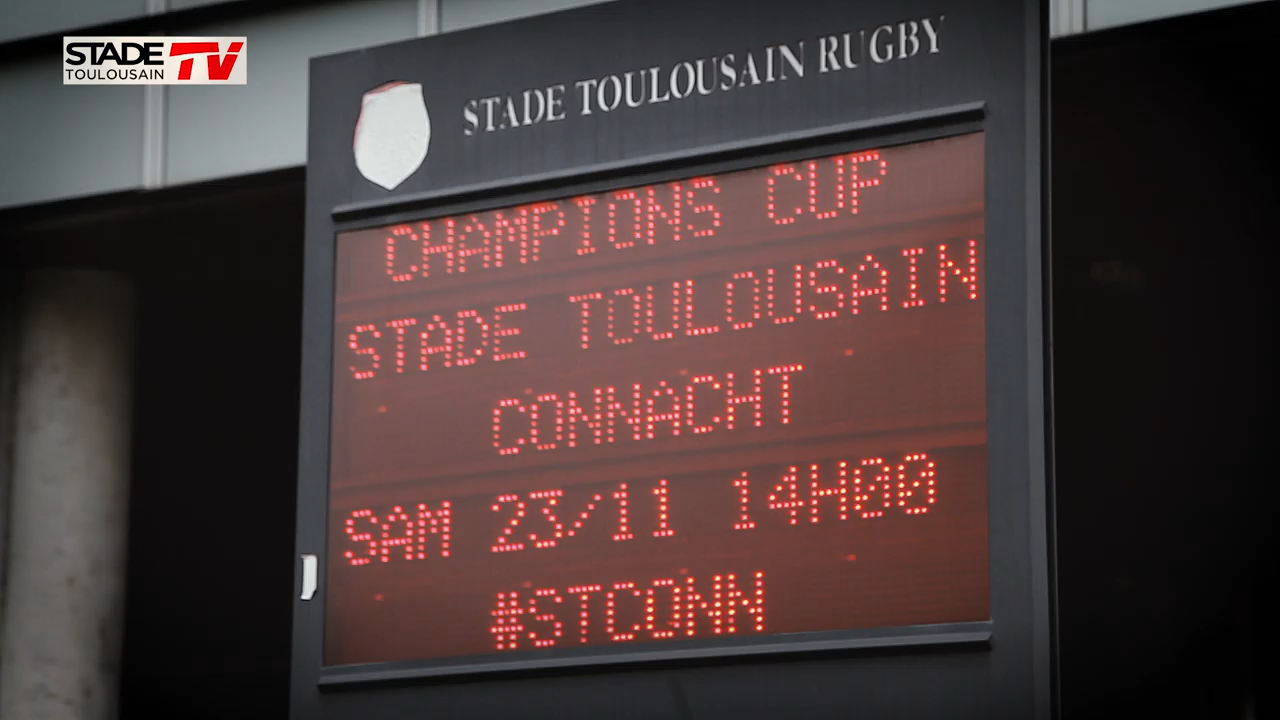 STADE TV
TOULOUSAIN
STADE TOULOUSAIN RUGBY
CHAMPIONS CUP
STADE TOULOUSAIN
CONNACHT
SAM 23/11 14H00
#STCONN